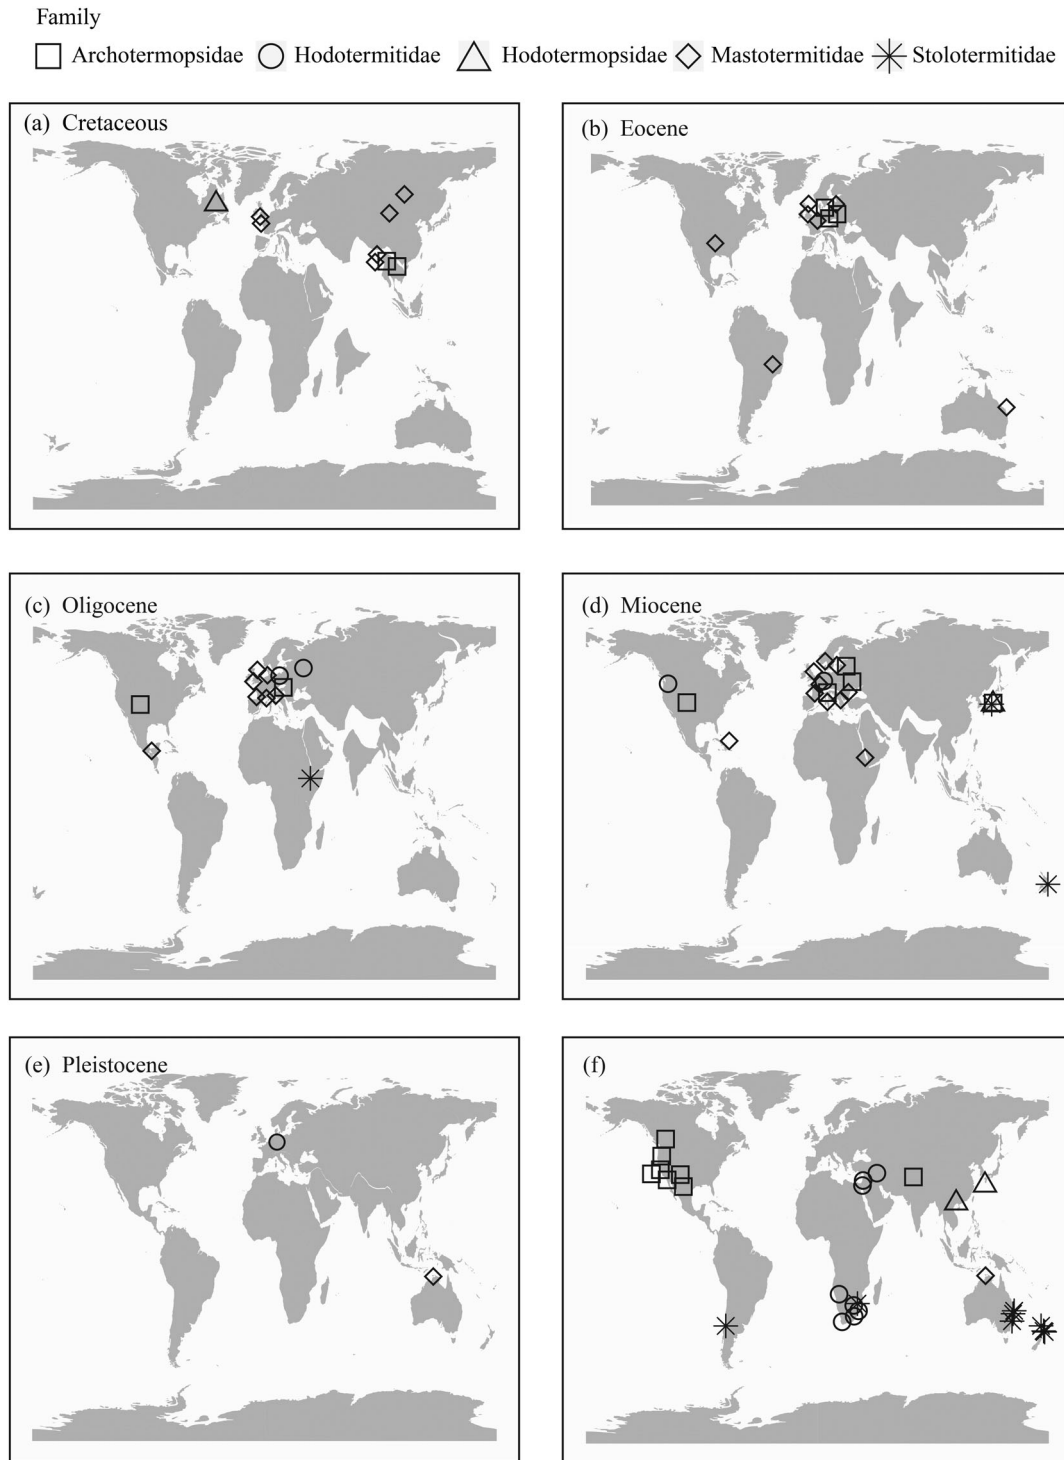 Family
Archotermopsidae Hodotermitidae Hodotermopsidae Mastotermitidae Stolotermitidae
(a) Cretaceous
(b) Eocene
(c) Oligocene
(d) Miocene
(e) Pleistocene
(f)